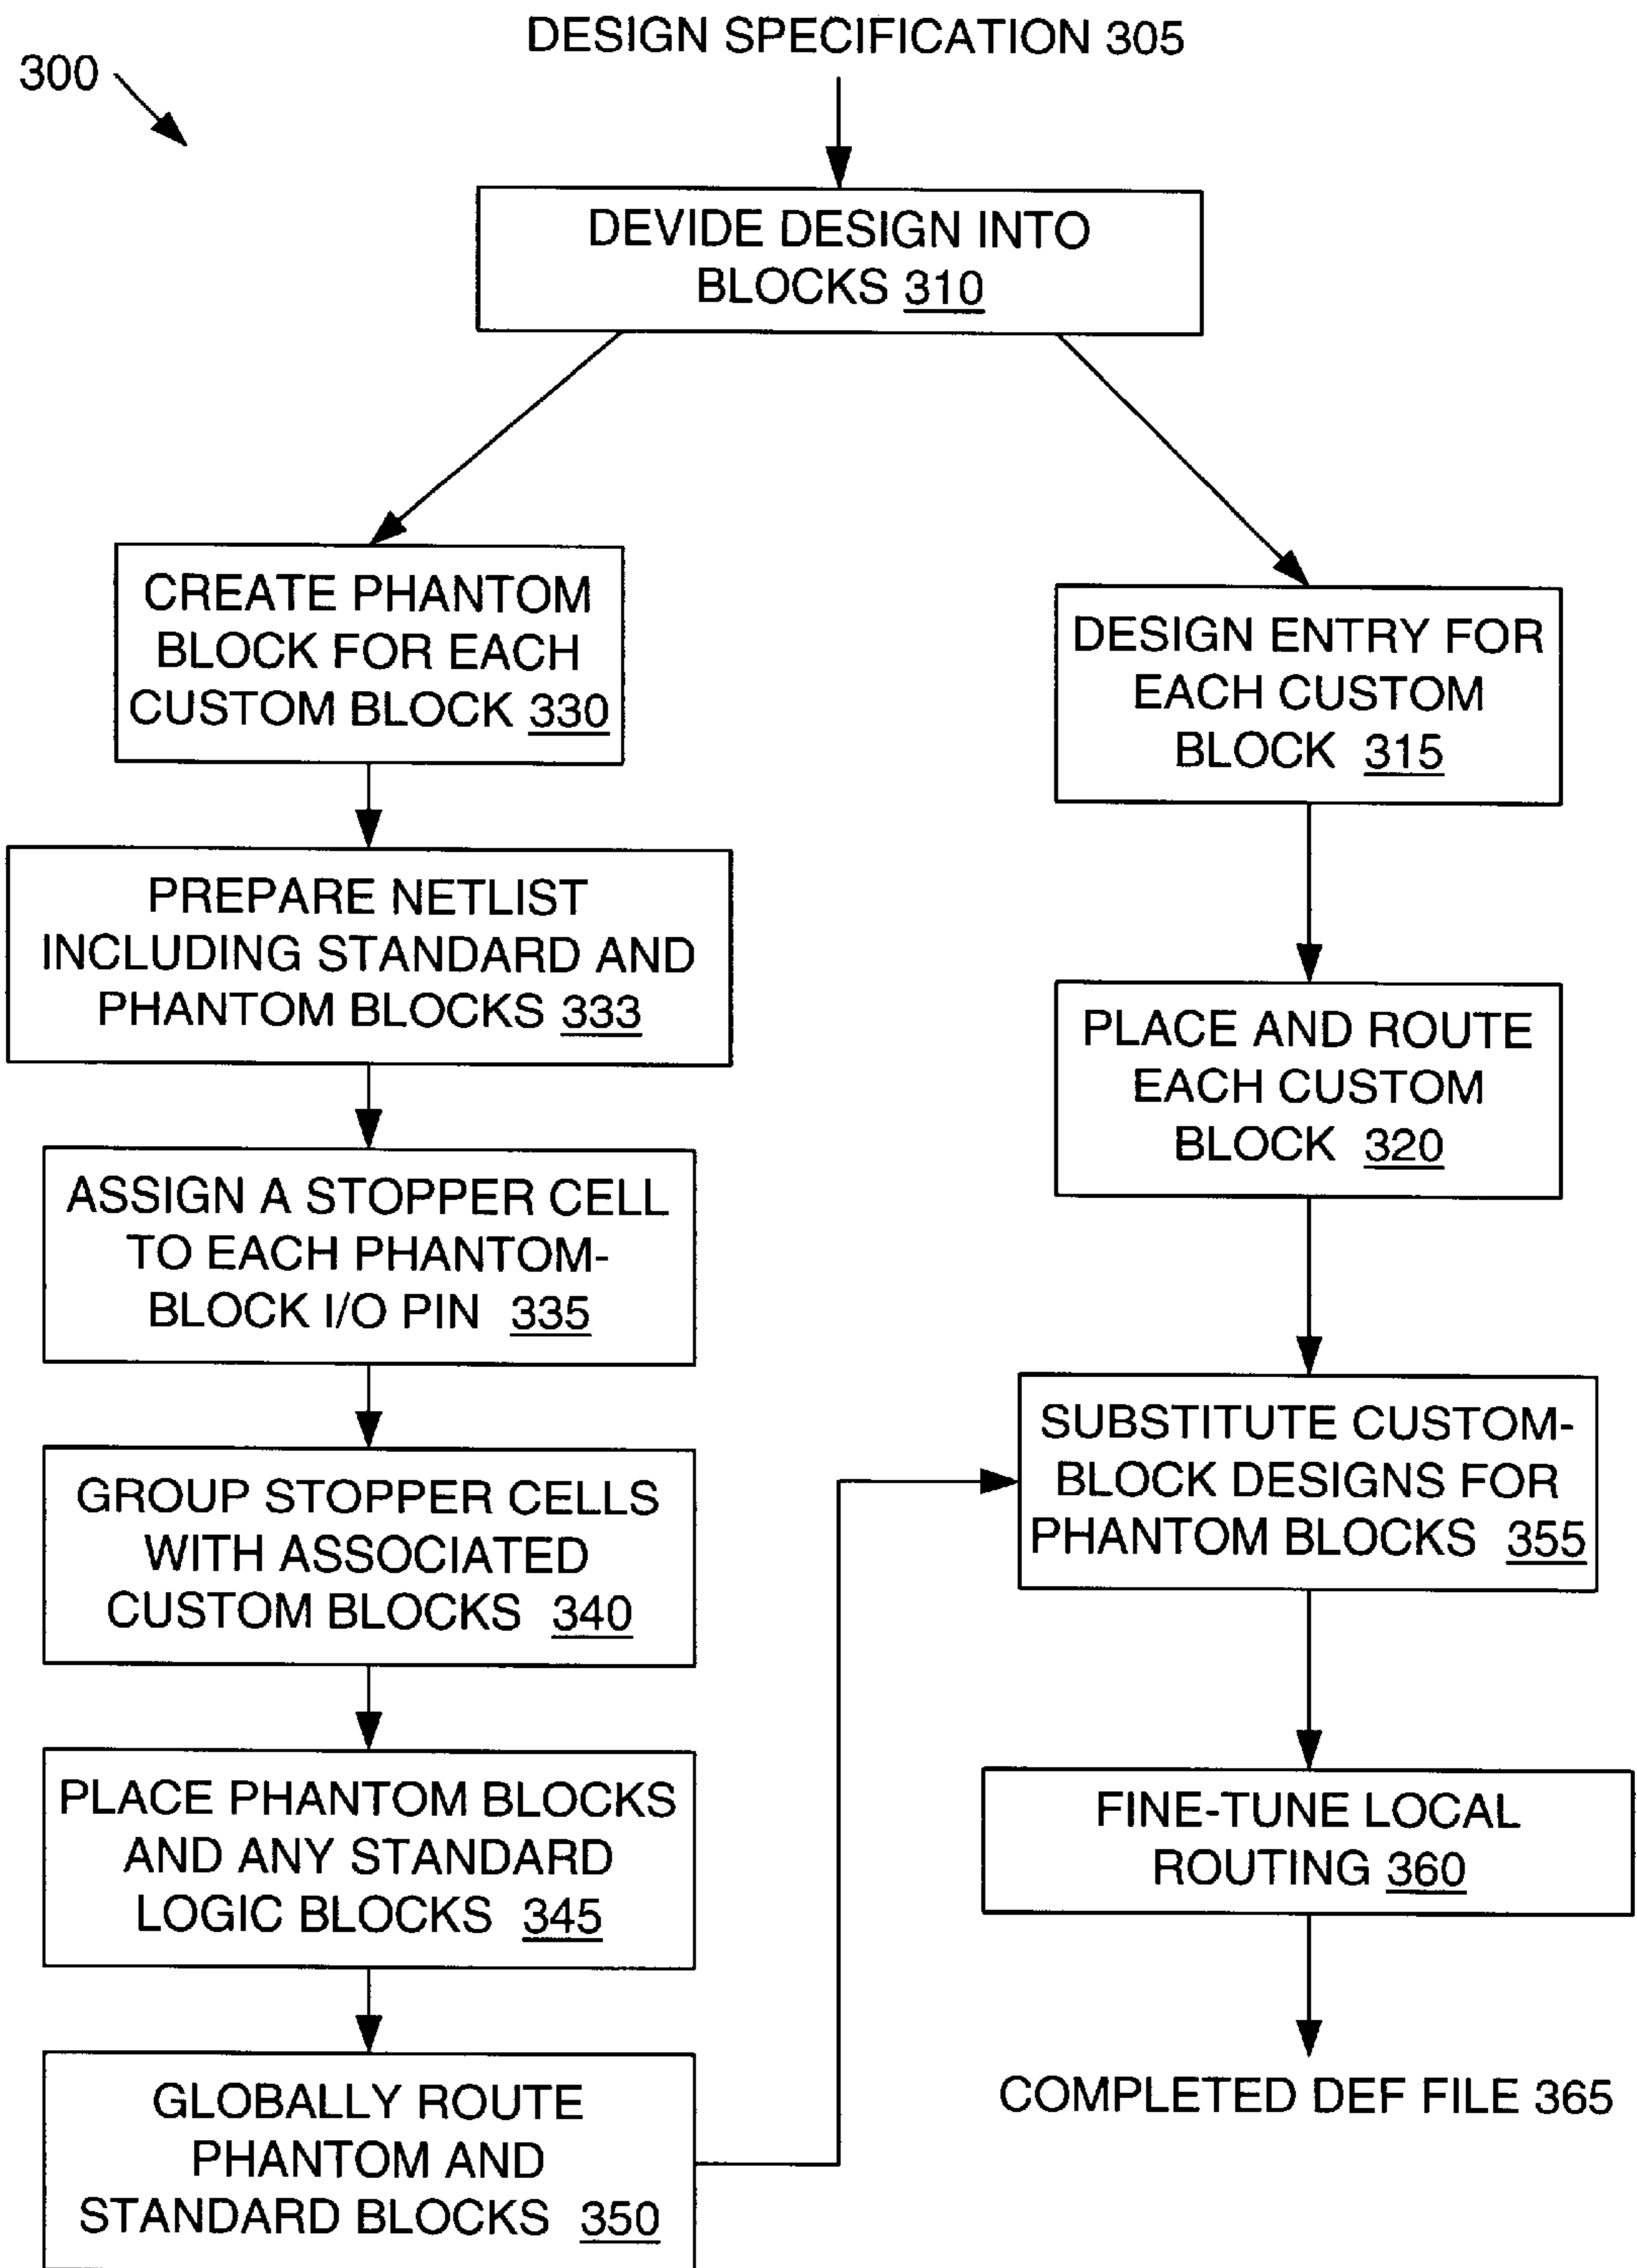 DESIGN SPECIFICATION 305
300
DEVIDE DESIGN INTO
BLOCKS 310
CREATE PHANTOM
BLOCK FOR EACH
CUSTOM BLOCK 330
PREPARE NETLIST
INCLUDING STANDARD AND
PHANTOM BLOCKS 333
ASSIGN A STOPPER CELL
TO EACH PHANTOM-
BLOCK I/O PIN 335
GROUP STOPPER CELLS
WITH ASSOCIATED
CUSTOM BLOCKS 340
PLACE PHANTOM BLOCKS
AND ANY STANDARD
LOGIC BLOCKS 345
GLOBALLY ROUTE
PHANTOM AND
STANDARD BLOCKS 350
DESIGN ENTRY FOR
EACH CUSTOM
BLOCK 315
PLACE AND ROUTE
EACH CUSTOM
BLOCK 320
SUBSTITUTE CUSTOM-
BLOCK DESIGNS FOR
PHANTOM BLOCKS 355
FINE-TUNE LOCAL
ROUTING 360
COMPLETED DEF FILE 365